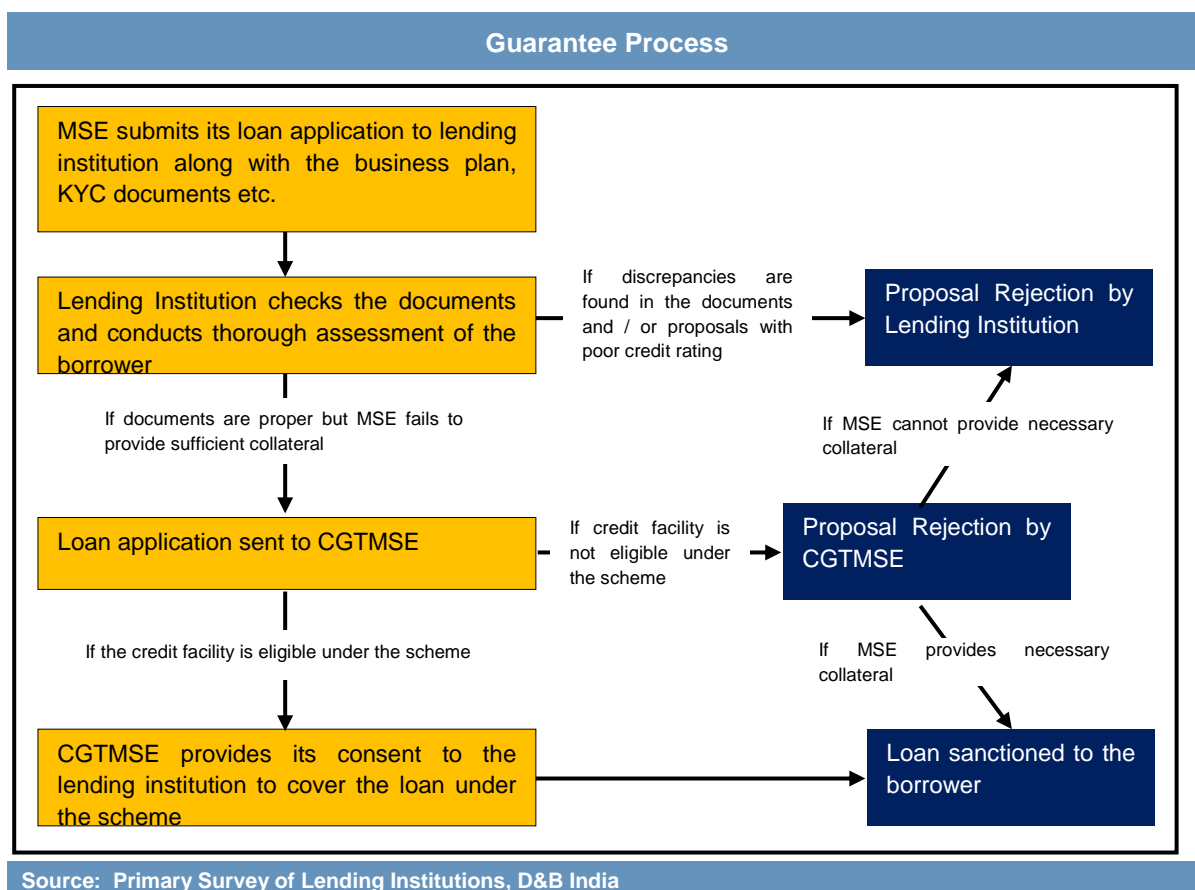 Guarantee Process
MSE submits its loan application to lending
institution along with the business plan,
KYC documents etc.
Lending Institution checks the documents
and conducts thorough assessment of the
borrower
If discrepancies are
found in the documents
and / or proposals with
poor credit rating
Proposal Rejection by
Lending Institution
If documents are proper but MSE fails to
provide sufficient collateral
If MSE cannot provide necessary
collateral
Loan application sent to CGTMSE
If credit facility is
not eligible under
the scheme
Proposal Rejection by
CGTMSE
If the credit facility is eligible under the scheme
If MSE provides necessary
collateral
CGTMSE provides its consent to the
lending institution to cover the loan under
the scheme
Loan sanctioned to the
borrower
Source: Primary Survey of Lending Institutions, D&B India